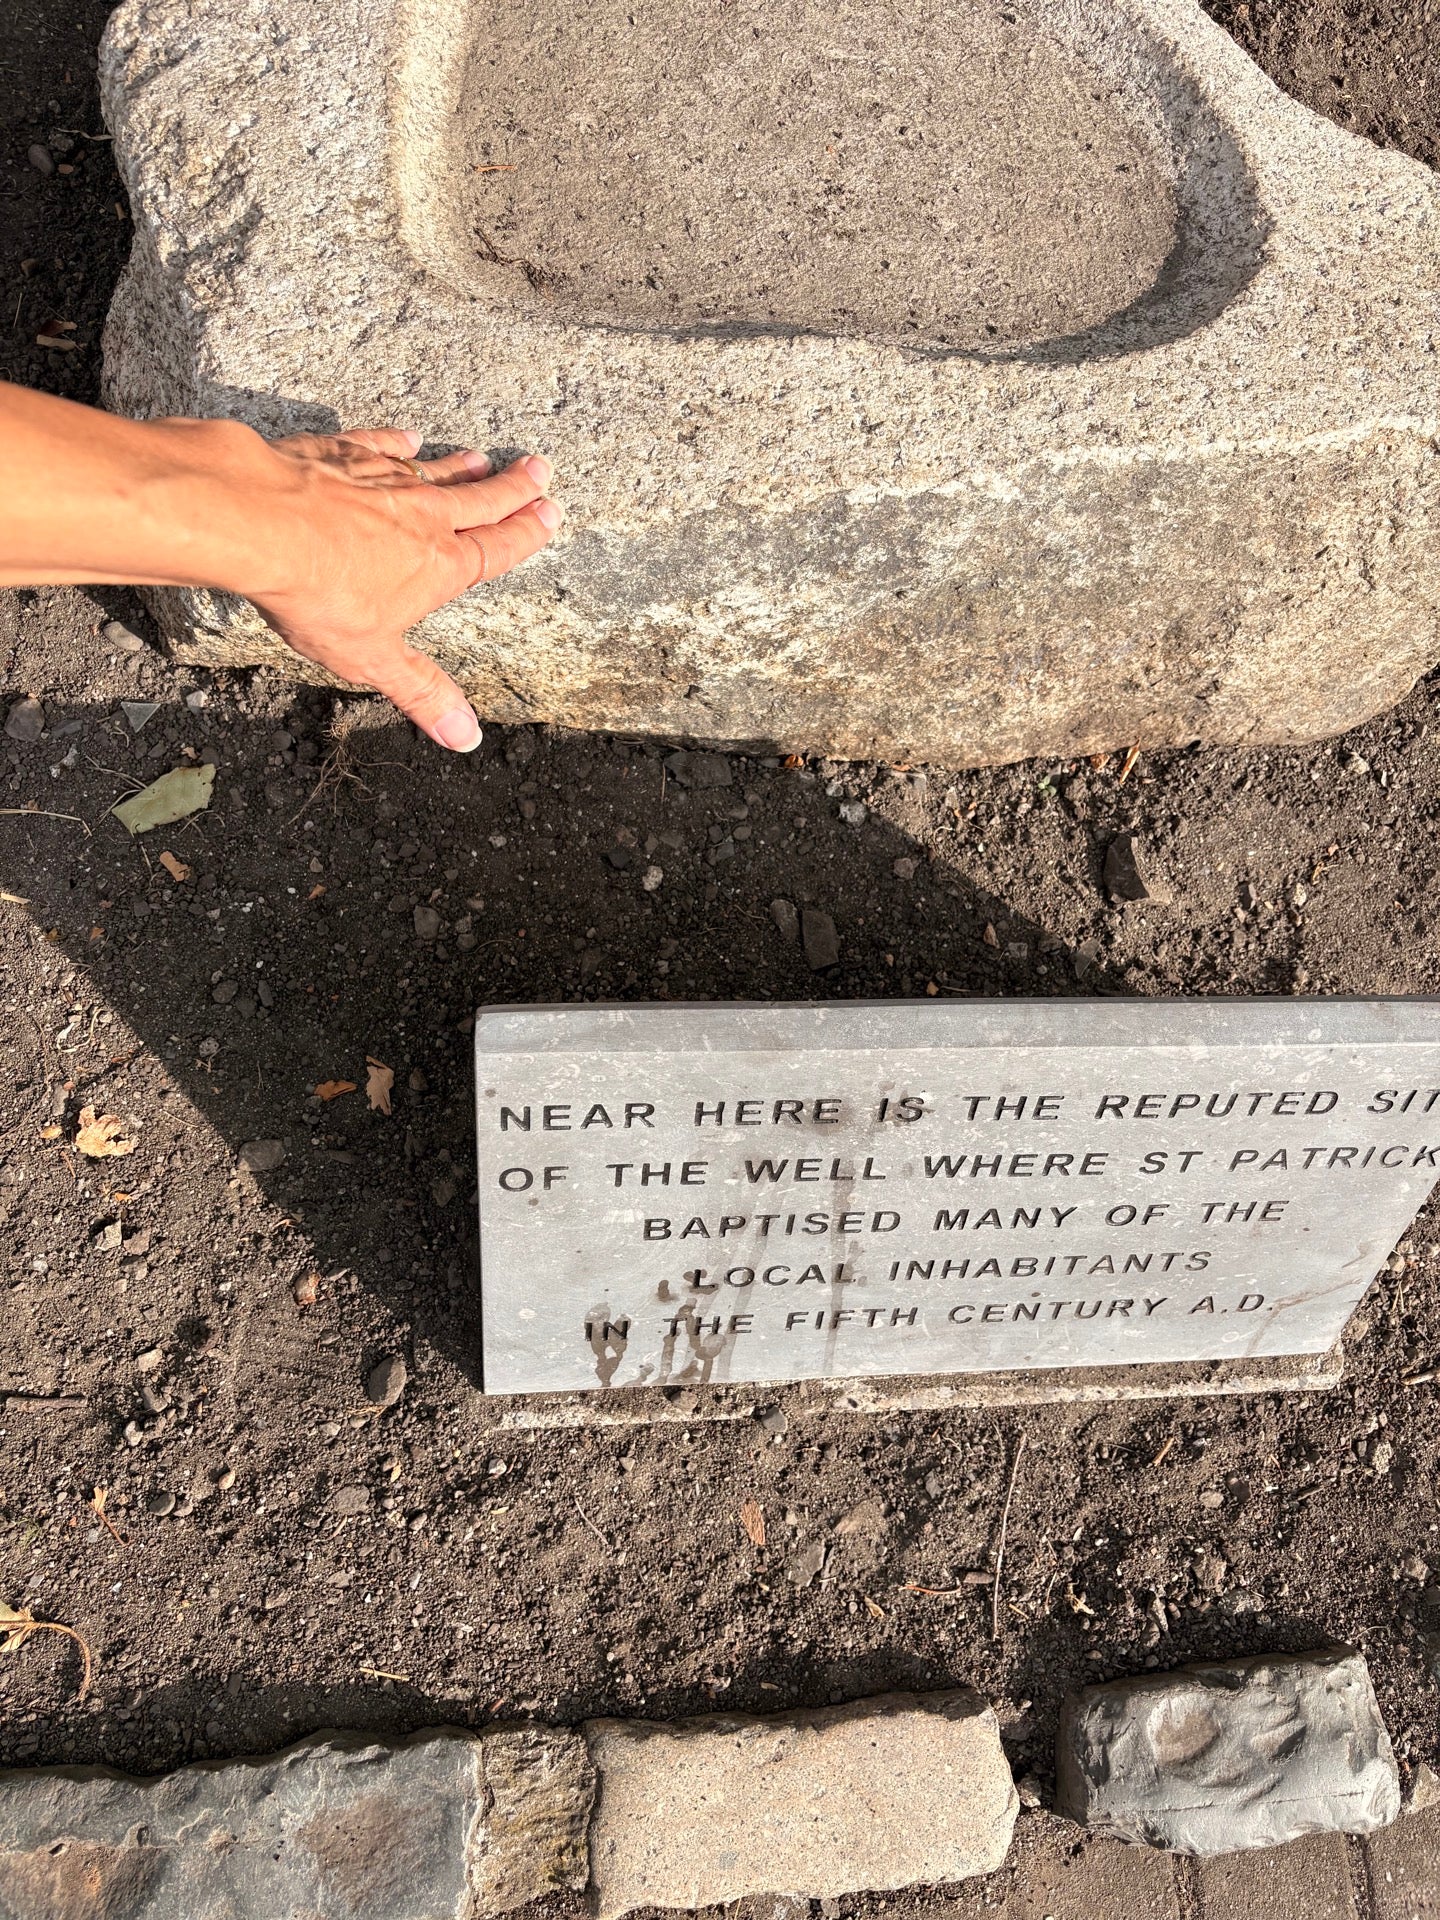 NEAR HERE IS THE REPUTED SIT
OF THE WELL WHERE ST PATRICK
BAPTISED MANY OF THE
LOCAL INHABITANTS
IN THE FIFTH CENTURY A.D.